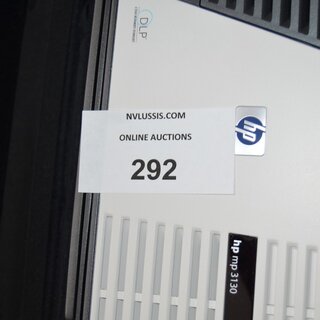 DLP
NVLUSSIS.COM
ONLINE AUCTIONS
292
hp
hp mp 3130